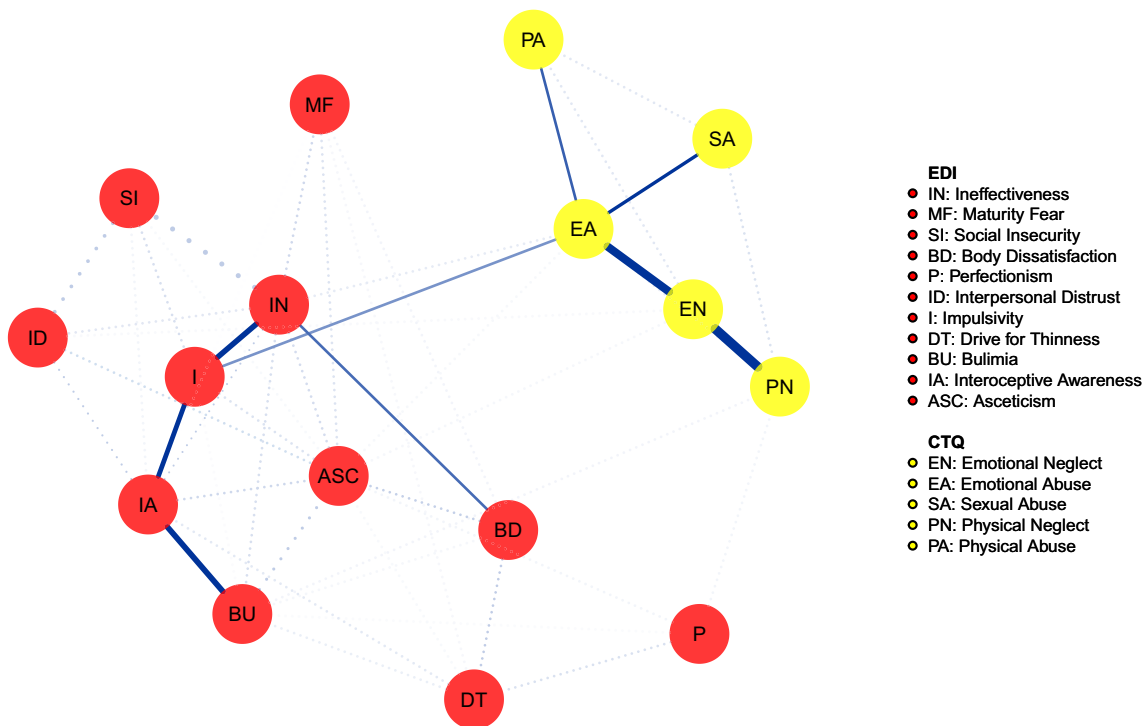 PA
MF
SA
SI
EA
IN
EN
ID
I
PN
ASC
IA
BD
BU
P
DT
EDI
IN: Ineffectiveness
MF: Maturity Fear
SI: Social Insecurity
BD: Body Dissatisfaction
P: Perfectionism
ID: Interpersonal Distrust
I: Impulsivity
DT: Drive for Thinness
BU: Bulimia
IA: Interoceptive Awareness
ASC: Asceticism
CTQ
EN: Emotional Neglect
EA: Emotional Abuse
SA: Sexual Abuse
PN: Physical Neglect
PA: Physical Abuse